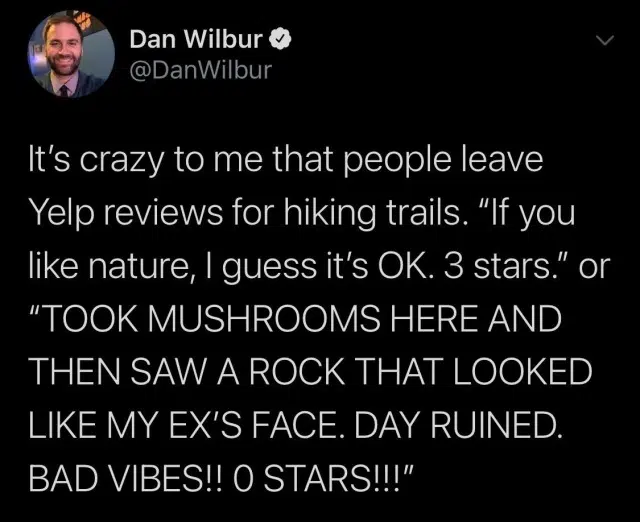 Dan Wilbur
@DanWilbur
It’s crazy to me that people leave
Yelp reviews for hiking trails. “If you
like nature, I guess it’s OK. 3 stars.” or
“TOOK MUSHROOMS HERE AND
THEN SAW A ROCK THAT LOOKED
LIKE MY EX’S FACE. DAY RUINED.
BAD VIBES!! 0 STARS!!!”